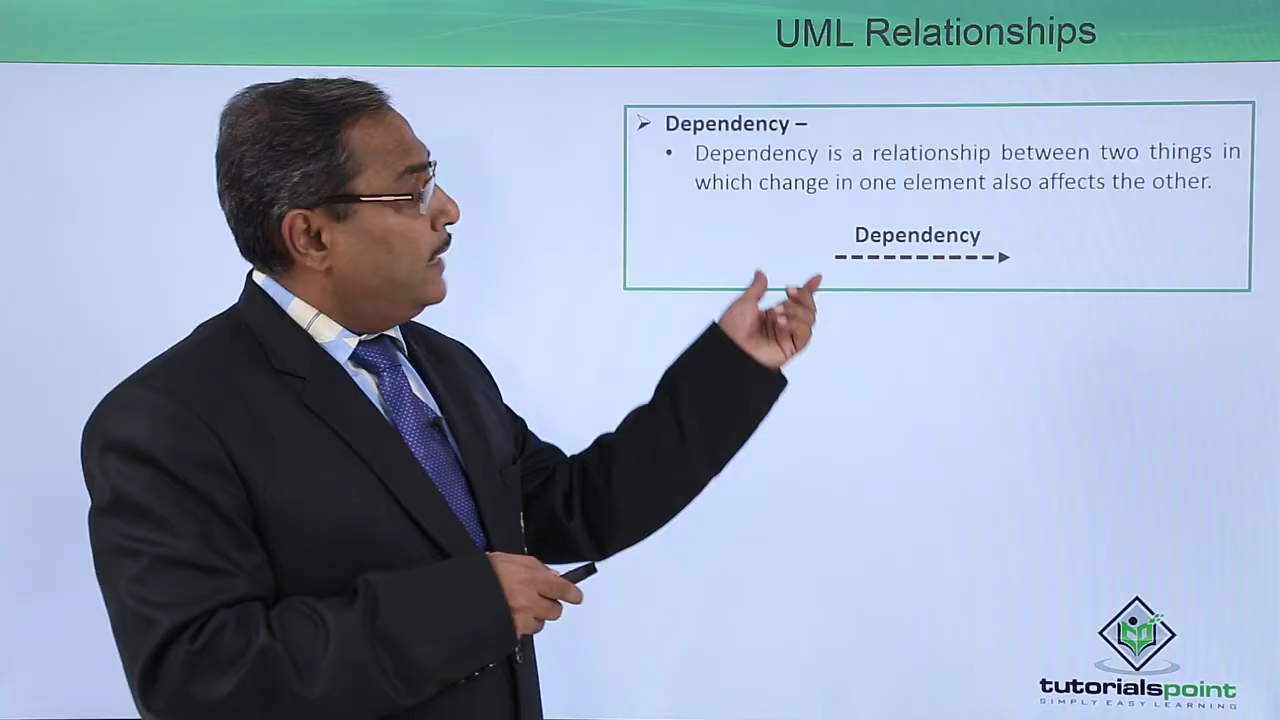 UML Relationships
Dependency –
• Dependency is a relationship between two things in
which change in one element also affects the other.
Dependency
tutorialspoint
SIMPLY EASY LEARNING